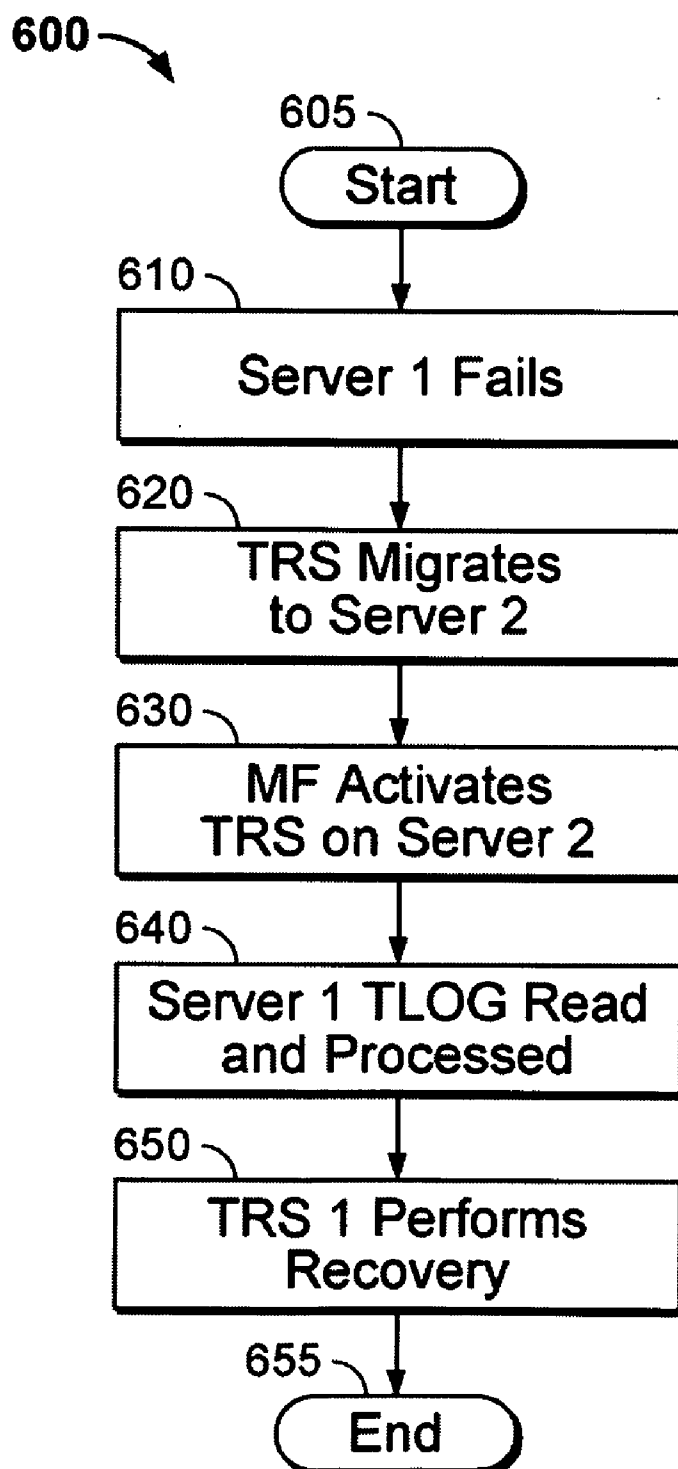 600
605
Start
610
Server 1 Fails
620
TRS Migrates
to Server 2
630
MF Activates
TRS on Server 2
640
Server 1 TLOG Read
and Processed
650
TRS 1 Performs
Recovery
655
End